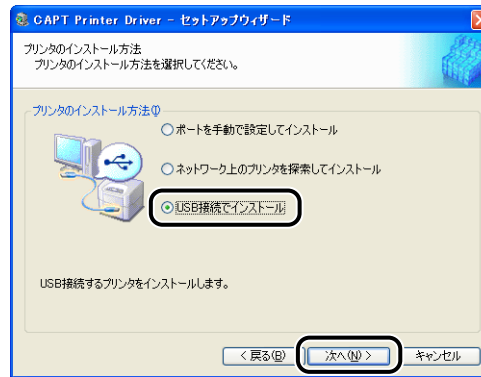 CAPT Printer Driver - セットアップウィザード
プリンタのインストール方法
プリンタのインストール方法を選択してください。
プリンタのインストール方法(I)
ポートを手動で設定してインストール
ネットワーク上のプリンタを探索してインストール
USB接続でインストール
USB接続するプリンタをインストールします。
< 戻る(B) 次へ(N) > キャンセル